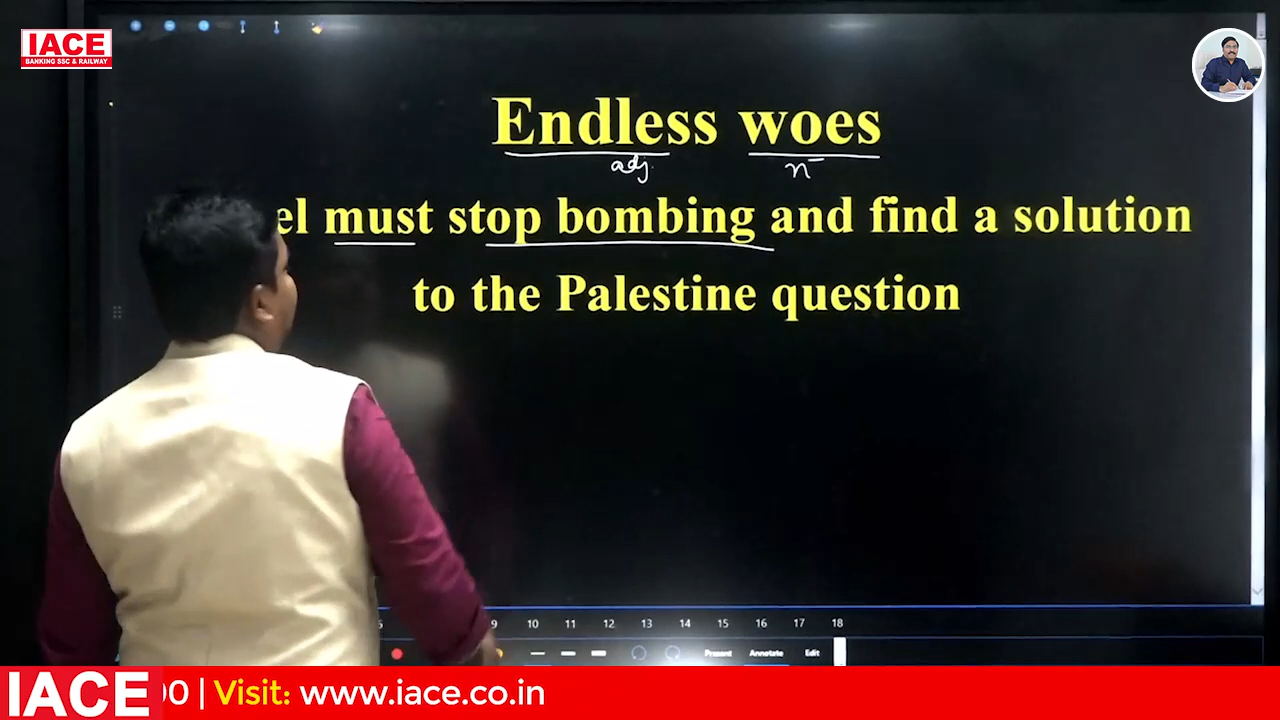 IACE
BANKING SSC & RAILWAY
Endless woes
adj. n
el must stop bombing and find a solution
to the Palestine question
9 10 11 12 13 14 15 16 17 18
Present Annotate Edit
IACE 00 | Visit: www.iace.co.in